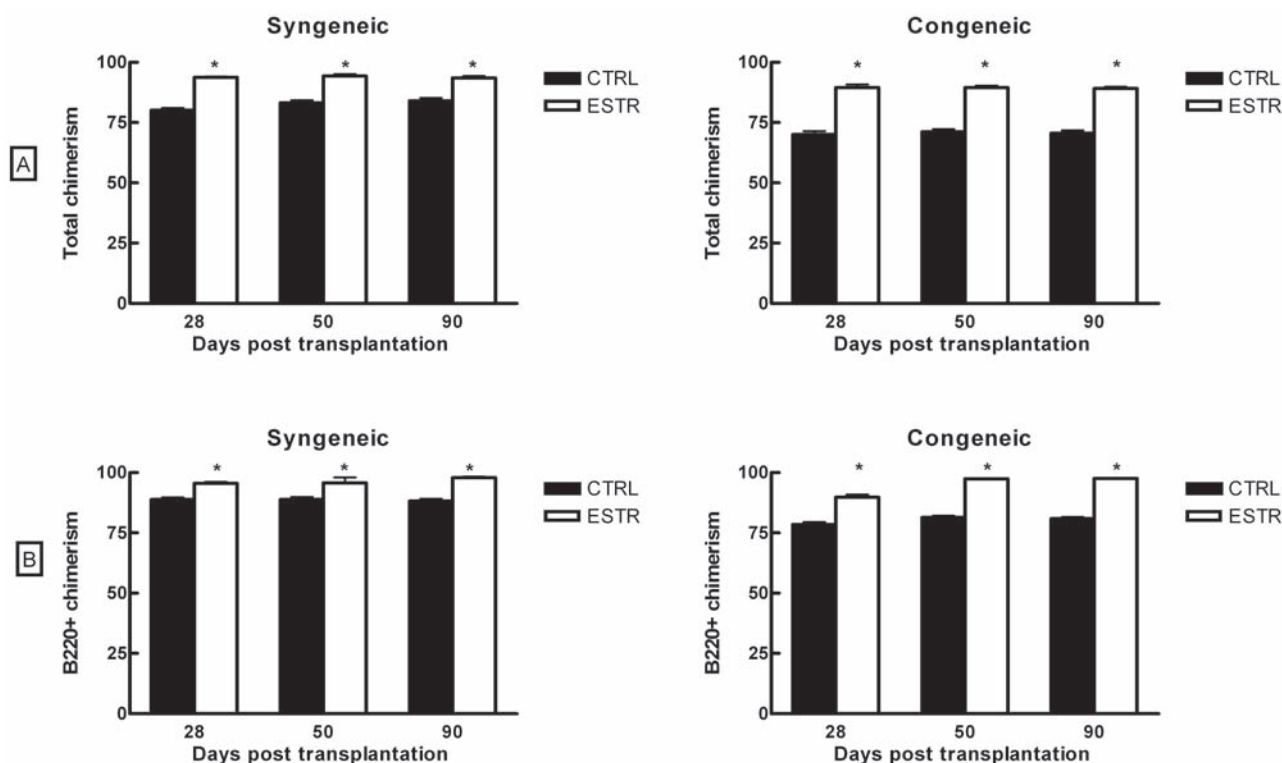 Syngeneic
100
75
50
25
0
Total chimerism
* * *
CTRL
ESTR
28 50 90
Days post transplantation
A
Congeneic
100
75
50
25
0
Total chimerism
* * *
CTRL
ESTR
28 50 90
Days post transplantation
Syngeneic
100
75
50
25
0
B220+ chimerism
* * *
CTRL
ESTR
28 50 90
Days post transplantation
B
Congeneic
100
75
50
25
0
B220+ chimerism
* * *
CTRL
ESTR
28 50 90
Days post transplantation